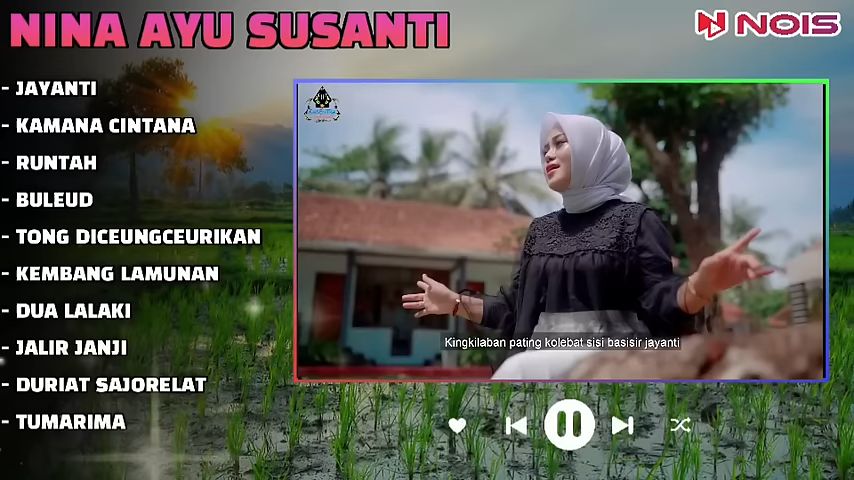 NINA AYU SUSANTI
NOIS
- JAYANTI
- KAMANA CINTANA
- RUNTAH
- BULEUD
- TONG DICEUNGCEURIKAN
- KEMBANG LAMUNAN
- DUA LALAKI
- JALIR JANJI
- DURIAT SAJORELAT
- TUMARIMA
Kingkilaban pating kolebat sisi basisir jayanti